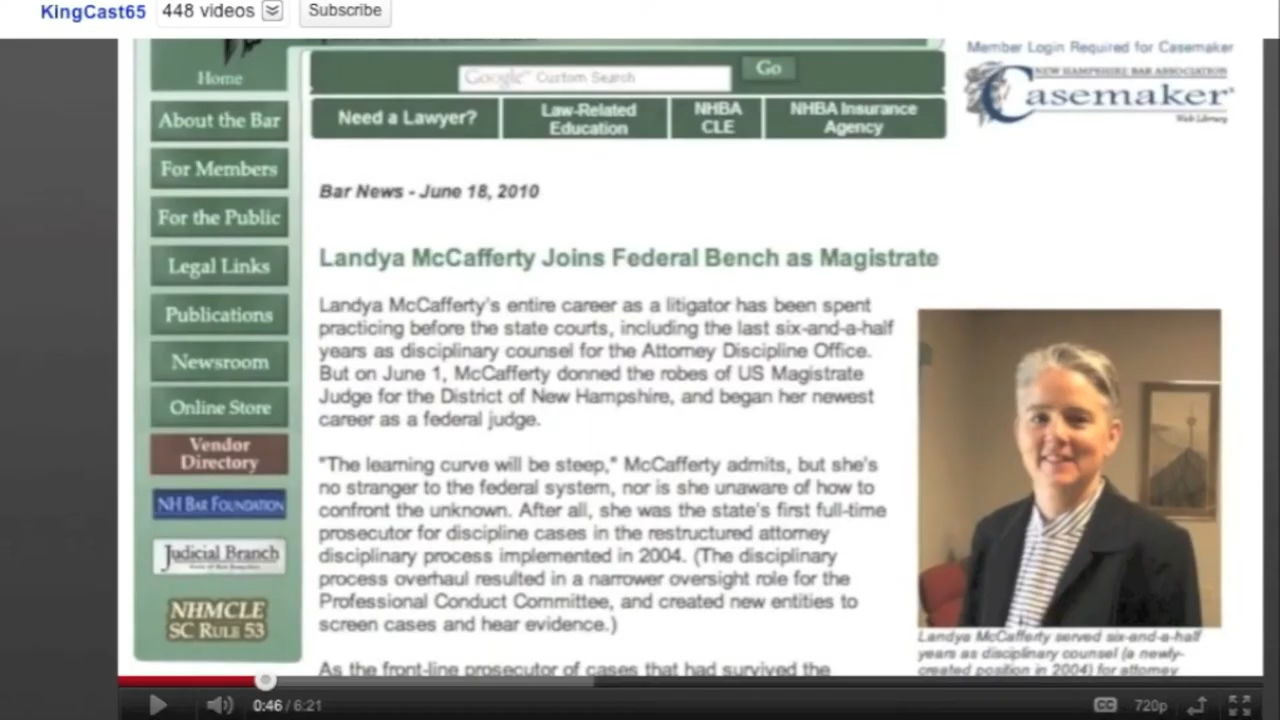 KingCast65 448 videos Subscribe
Home
Google™ Custom Search
Go
Member Login Required for Casemaker
NEW HAMPSHIRE BAR ASSOCIATION
Casemaker
Web Library
About the Bar
For Members
For the Public
Legal Links
Publications
Newsroom
Online Store
Vendor
Directory
NH BAR FOUNDATION
Judicial Branch
NHMCLE
SC RULE 53
Need a Lawyer?
Law-Related
Education
NHBA
CLE
NHBA Insurance
Agency
Bar News - June 18, 2010
Landya McCafferty Joins Federal Bench as Magistrate
Landya McCafferty's entire career as a litigator has been spent
practicing before the state courts, including the last six-and-a-half
years as disciplinary counsel for the Attorney Discipline Office.
But on June 1, McCafferty donned the robes of US Magistrate
Judge for the District of New Hampshire, and began her newest
career as a federal judge.
"The learning curve will be steep," McCafferty admits, but she's
no stranger to the federal system, nor is she unaware of how to
confront the unknown. After all, she was the state's first full-time
prosecutor for discipline cases in the restructured attorney
disciplinary process implemented in 2004. (The disciplinary
process overhaul resulted in a narrower oversight role for the
Professional Conduct Committee, and created new entities to
screen cases and hear evidence.)
As the front-line prosecutor of cases that had survived the
Landya McCafferty served six-and-a-half
years as disciplinary counsel (a newly-
created position in 2004) for attorney
0:46 / 6:21
CC 720p